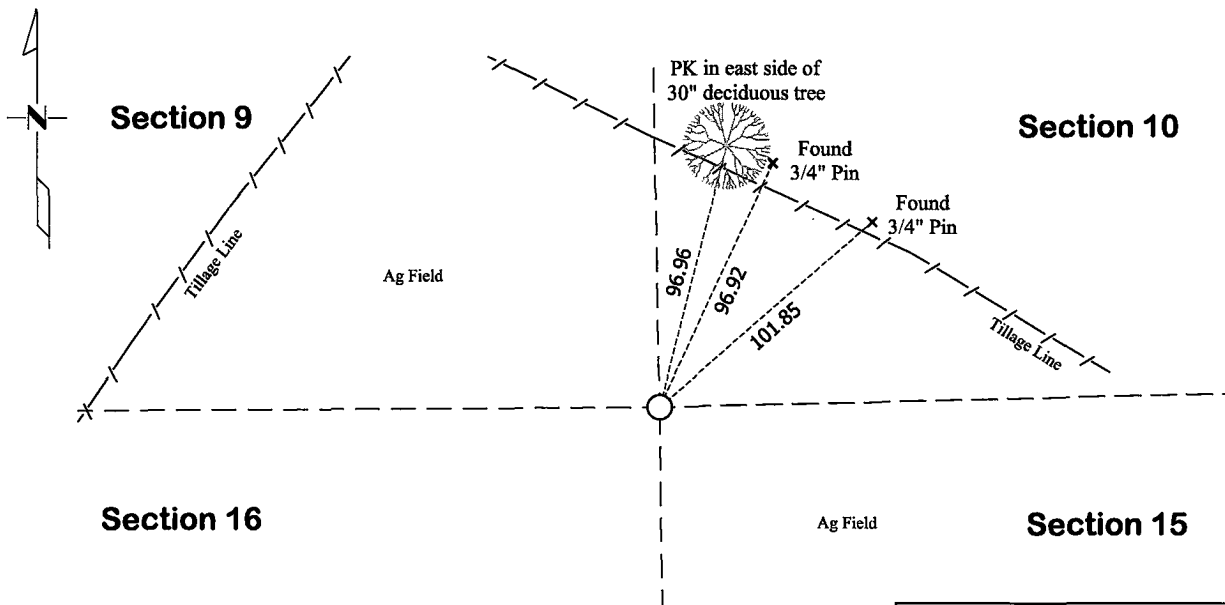 PK in east side of
30" deciduous tree
N
Section 9
Section 10
Found
3/4" Pin
Found
3/4" Pin
Tillage Line
Ag Field
96.96
96.92
101.85
Tillage Line
Section 16
Ag Field
Section 15